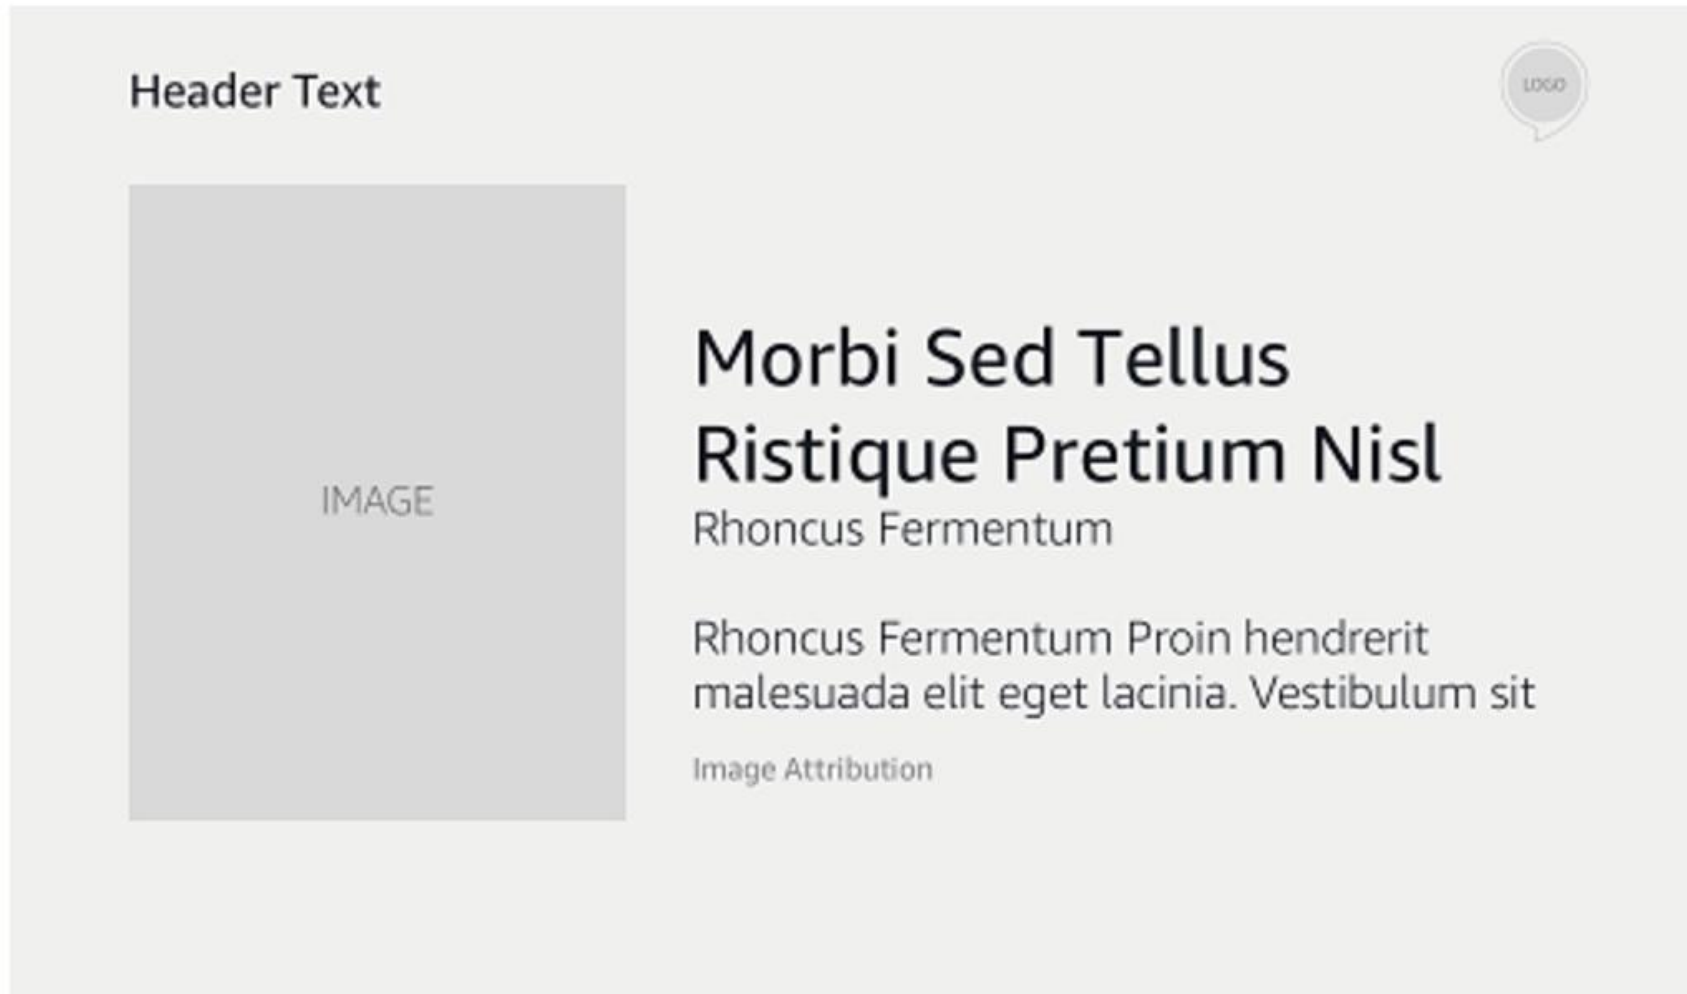 Header Text
LOGO
IMAGE
Morbi Sed Tellus
Ristique Pretium Nisl
Rhoncus Fermentum
Rhoncus Fermentum Proin hendrerit
malesuada elit eget lacinia. Vestibulum sit
Image Attribution